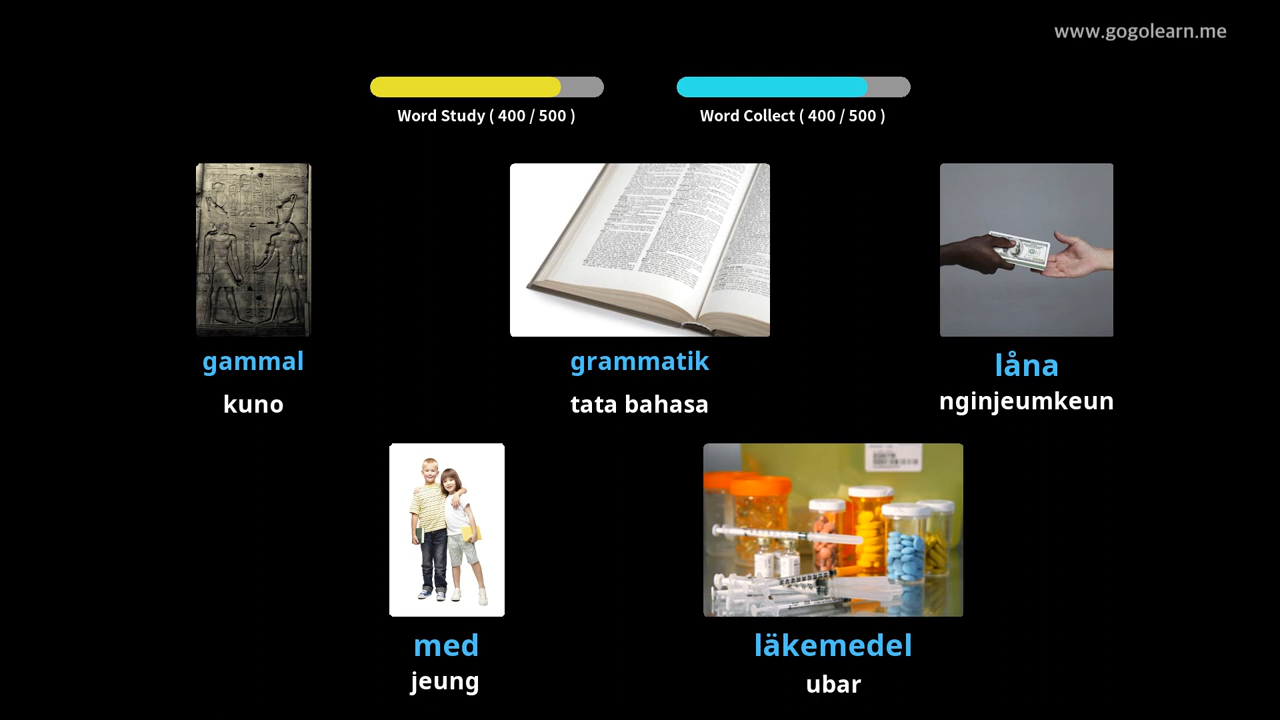 www.gogolearn.me
Word Study ( 400 / 500 )
Word Collect ( 400 / 500 )
gammal
kuno
grammatik
tata bahasa
låna
nginjeumkeun
med
jeung
läkemedel
ubar